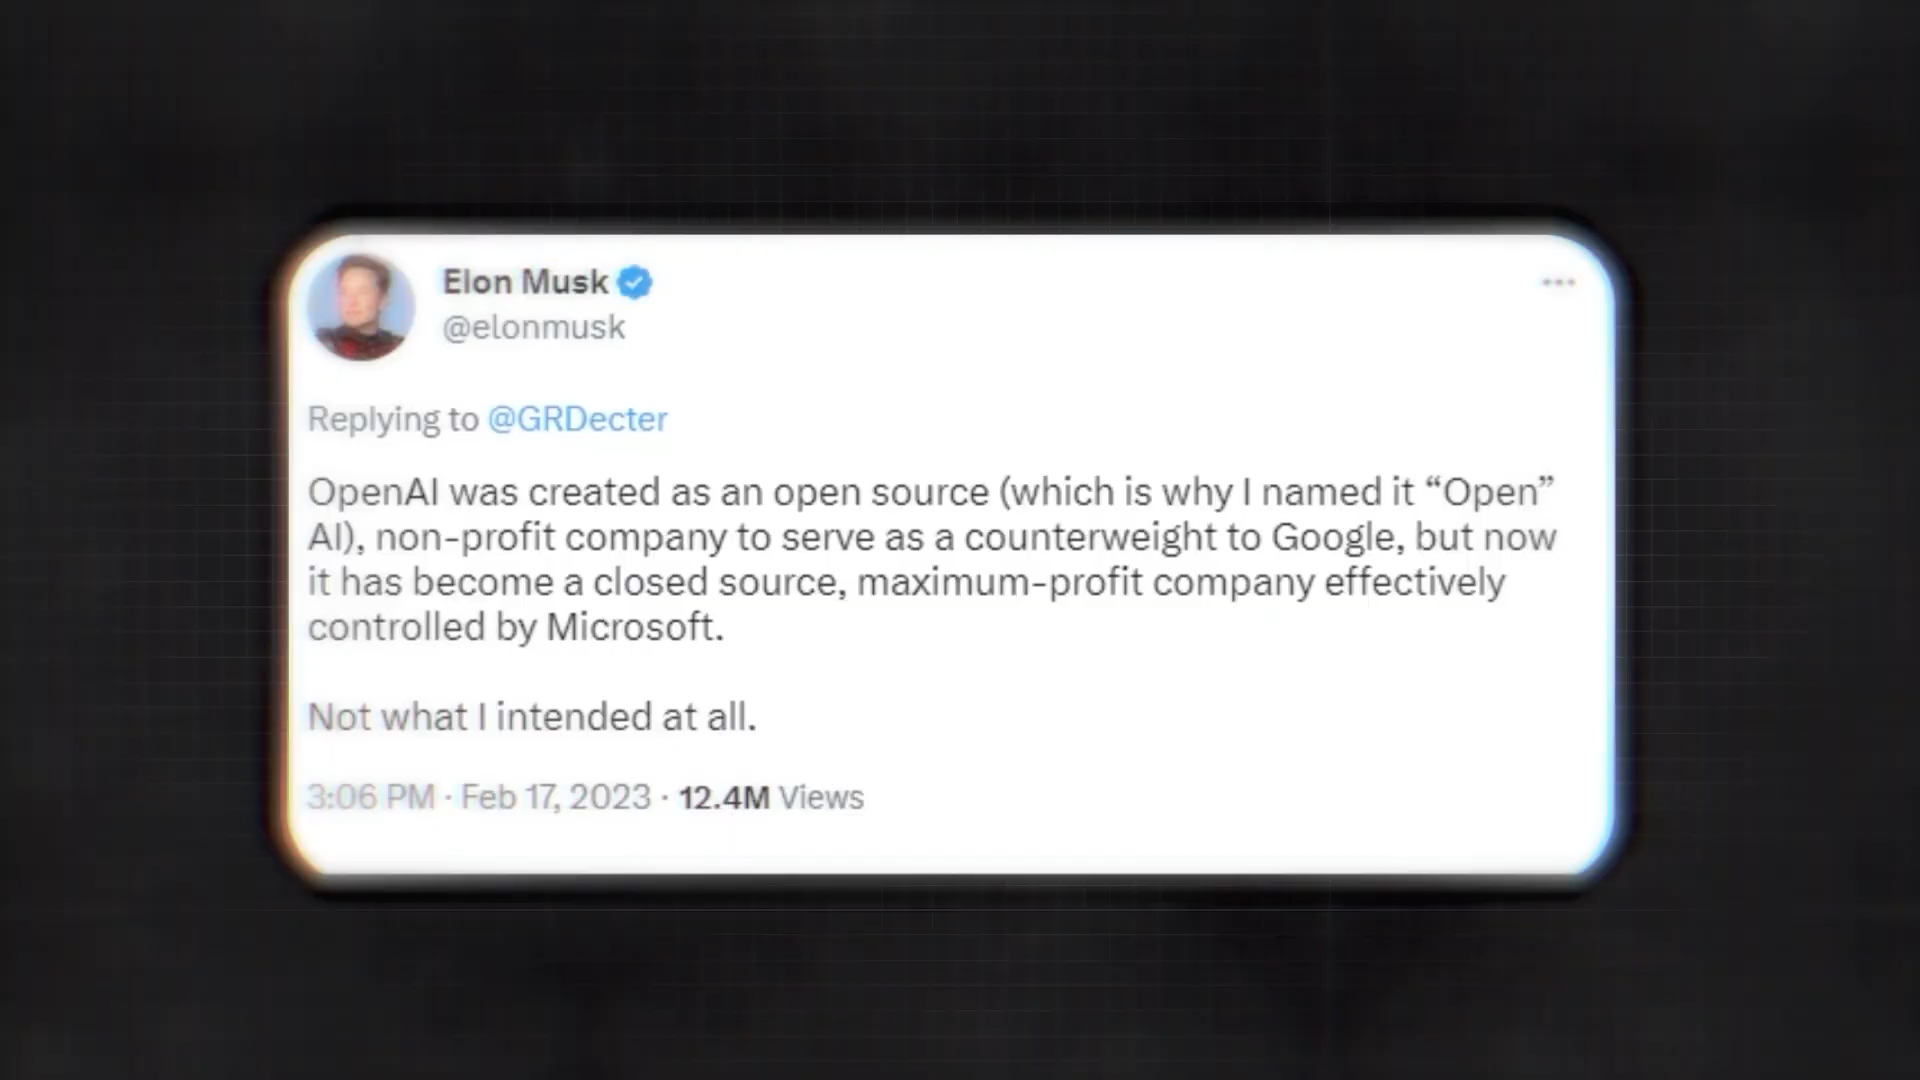 Elon Musk
@elonmusk
Replying to @GRDecter
OpenAI was created as an open source (which is why I named it “Open”
AI), non-profit company to serve as a counterweight to Google, but now
it has become a closed source, maximum-profit company effectively
controlled by Microsoft.
Not what I intended at all.
3:06 PM · Feb 17, 2023 · 12.4M Views